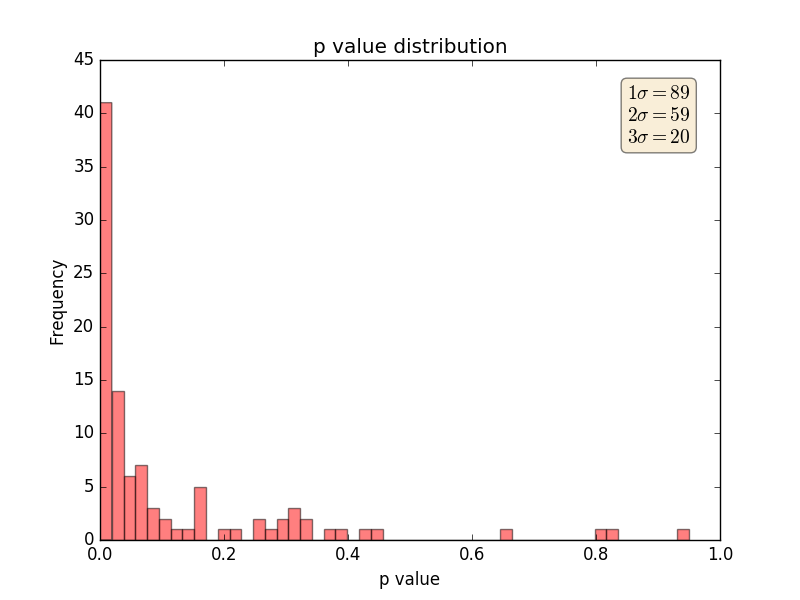 p value distribution
1σ = 89
2σ = 59
3σ = 20
45
40
35
30
25
20
15
10
5
0
Frequency
0.0 0.2 0.4 0.6 0.8 1.0
p value